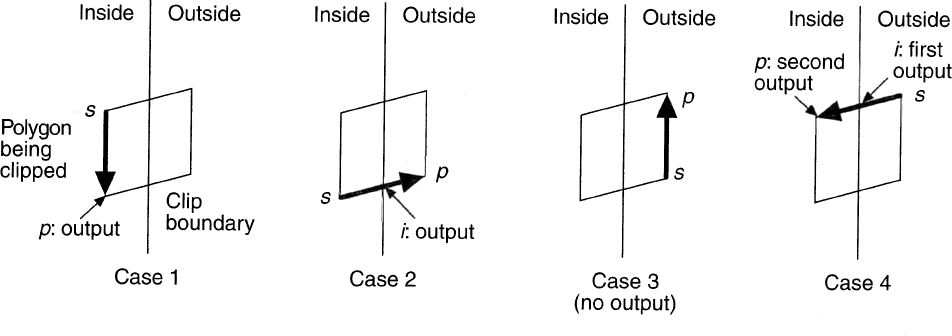 Inside Outside
s
Polygon
being
clipped
p: output
Clip
boundary
Case 1
Inside Outside
s
p
i: output
Case 2
Inside Outside
p
s
Case 3
(no output)
Inside Outside
i: first
output
p: second
output
s
Case 4